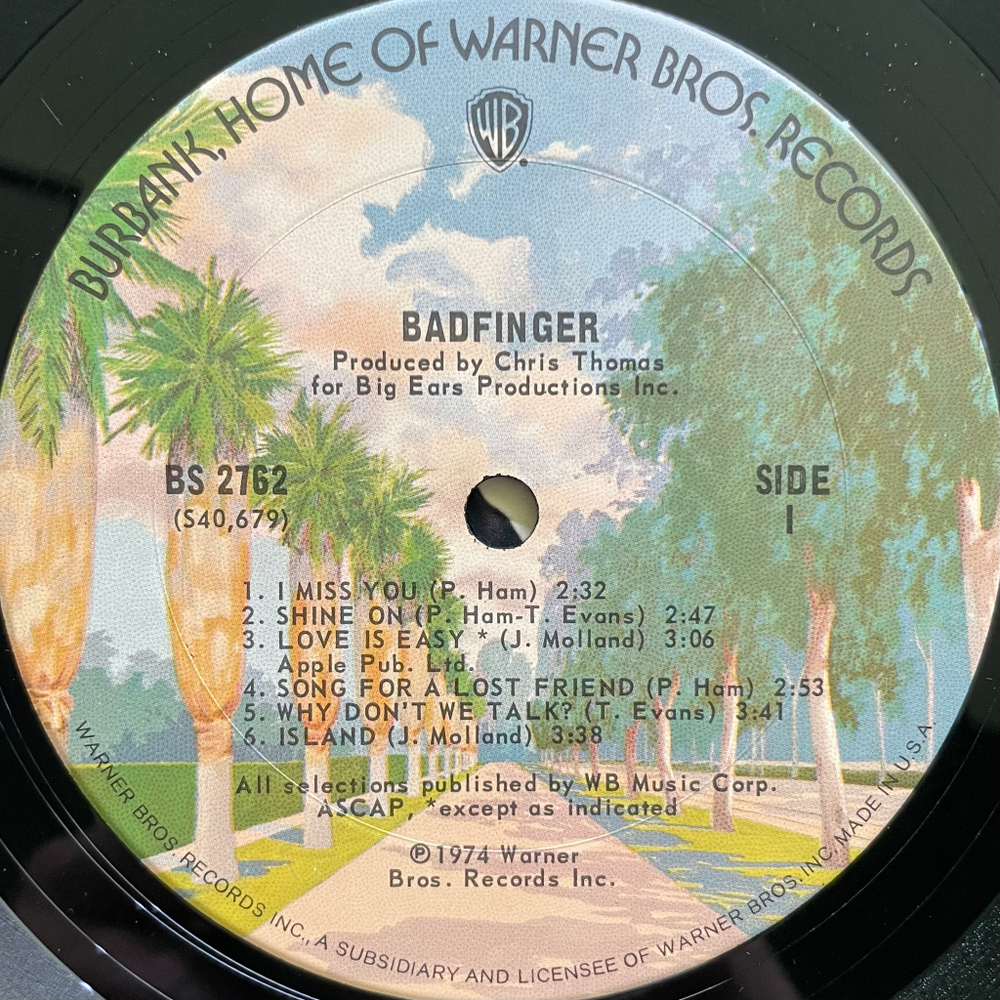 BURBANK, HOME OF WARNER BROS. RECORDS
WB
BADFINGER
Produced by Chris Thomas
for Big Ears Productions Inc.
BS 2762
(S40,679)
SIDE
1
1. I MISS YOU (P. Ham) 2:32
2. SHINE ON (P. Ham-T. Evans) 2:47
3. LOVE IS EASY * (J. Molland) 3:06
Apple Pub. Ltd.
4. SONG FOR A LOST FRIEND (P. Ham) 2:53
5. WHY DON'T WE TALK? (T. Evans) 3:41
6. ISLAND (J. Molland) 3:38
All selections published by WB Music Corp.
ASCAP, *except as indicated
℗1974 Warner
Bros. Records Inc.
WARNER BROS. RECORDS INC., A SUBSIDIARY AND LICENSEE OF WARNER BROS. INC. MADE IN U.S.A.